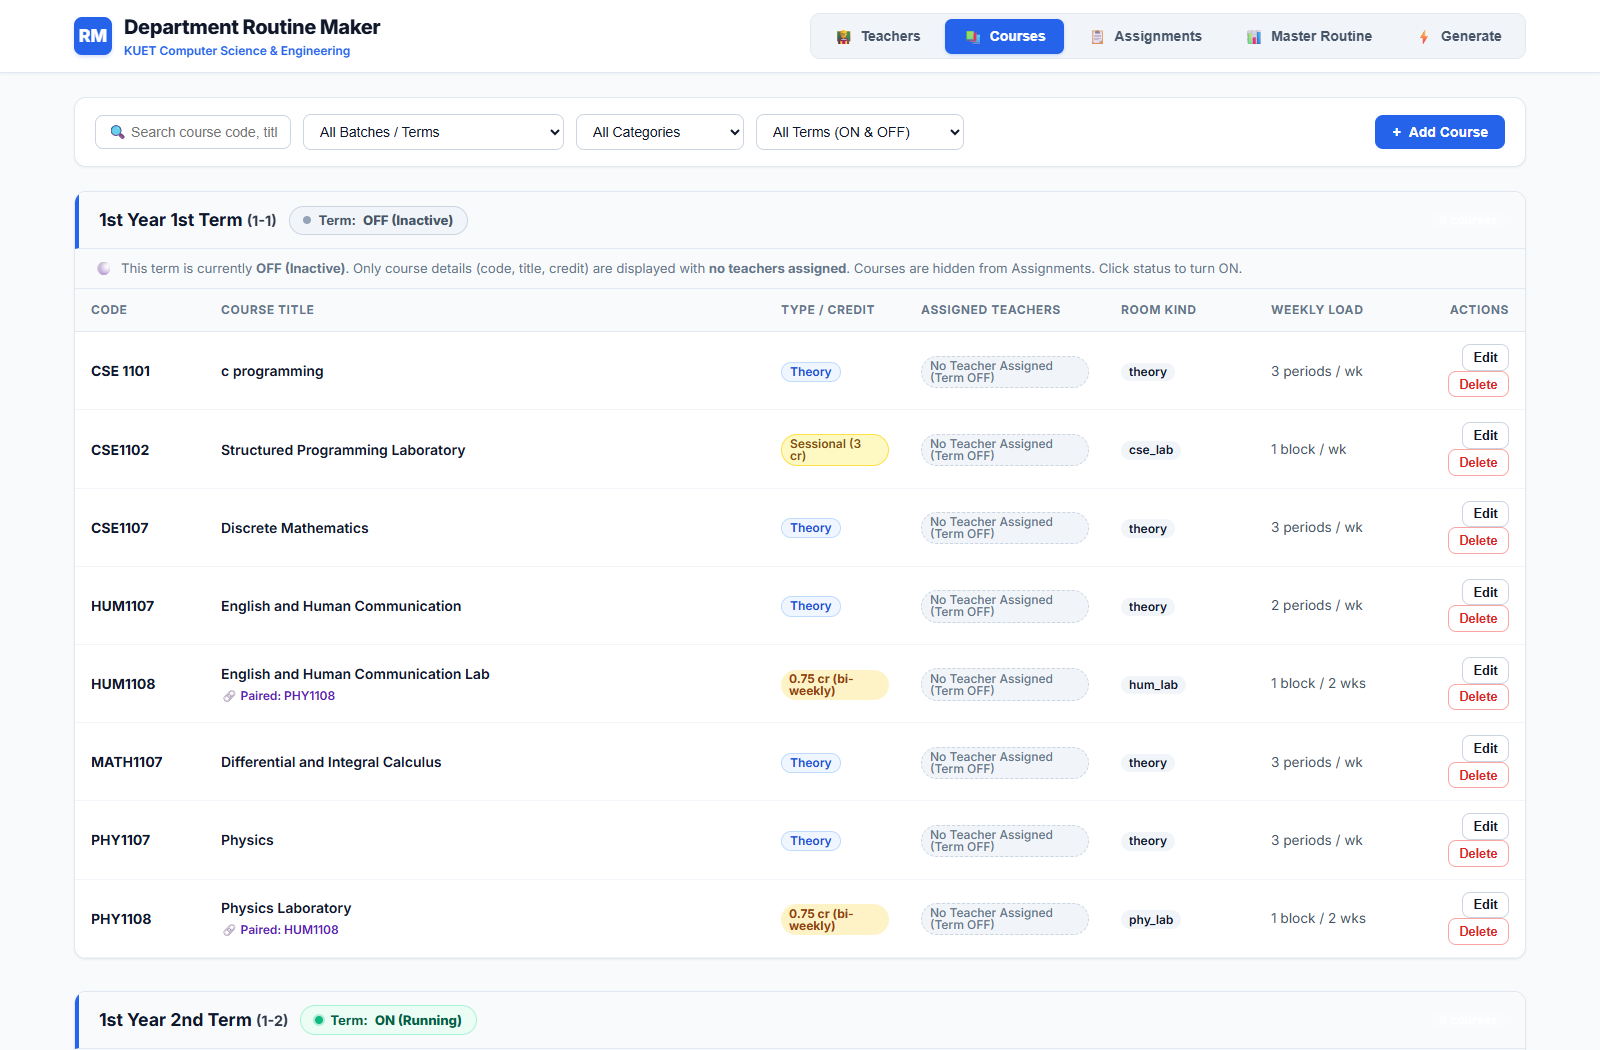 RM
Department Routine Maker
KUET Computer Science & Engineering
Teachers
Courses
Assignments
Master Routine
Generate
Search course code, titl
All Batches / Terms
All Categories
All Terms (ON & OFF)
+ Add Course
1st Year 1st Term (1-1)
Term: OFF (Inactive)
This term is currently OFF (Inactive). Only course details (code, title, credit) are displayed with no teachers assigned. Courses are hidden from Assignments. Click status to turn ON.
CODE COURSE TITLE TYPE / CREDIT ASSIGNED TEACHERS ROOM KIND WEEKLY LOAD ACTIONS
CSE 1101 c programming Theory No Teacher Assigned (Term OFF) theory 3 periods / wk Edit Delete
CSE1102 Structured Programming Laboratory Sessional (3 cr) No Teacher Assigned (Term OFF) cse_lab 1 block / wk Edit Delete
CSE1107 Discrete Mathematics Theory No Teacher Assigned (Term OFF) theory 3 periods / wk Edit Delete
HUM1107 English and Human Communication Theory No Teacher Assigned (Term OFF) theory 2 periods / wk Edit Delete
HUM1108 English and Human Communication Lab Paired: PHY1108 0.75 cr (bi-weekly) No Teacher Assigned (Term OFF) hum_lab 1 block / 2 wks Edit Delete
MATH1107 Differential and Integral Calculus Theory No Teacher Assigned (Term OFF) theory 3 periods / wk Edit Delete
PHY1107 Physics Theory No Teacher Assigned (Term OFF) theory 3 periods / wk Edit Delete
PHY1108 Physics Laboratory Paired: HUM1108 0.75 cr (bi-weekly) No Teacher Assigned (Term OFF) phy_lab 1 block / 2 wks Edit Delete
1st Year 2nd Term (1-2)
Term: ON (Running)